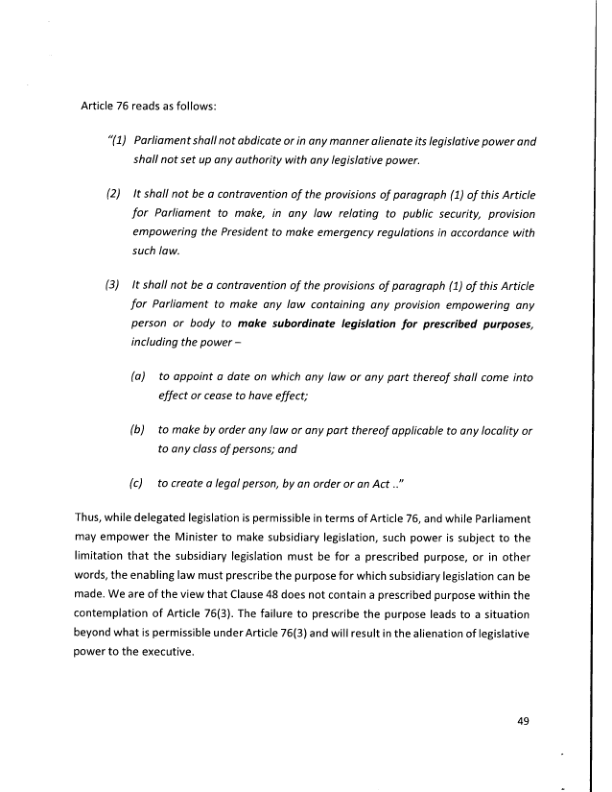 Article 76 reads as follows:
“(1) Parliament shall not abdicate or in any manner alienate its legislative power and
shall not set up any authority with any legislative power.
(2) It shall not be a contravention of the provisions of paragraph (1) of this Article
for Parliament to make, in any law relating to public security, provision
empowering the President to make emergency regulations in accordance with
such law.
(3) It shall not be a contravention of the provisions of paragraph (1) of this Article
for Parliament to make any law containing any provision empowering any
person or body to make subordinate legislation for prescribed purposes,
including the power –
(a) to appoint a date on which any law or any part thereof shall come into
effect or cease to have effect;
(b) to make by order any law or any part thereof applicable to any locality or
to any class of persons; and
(c) to create a legal person, by an order or an Act ..”
Thus, while delegated legislation is permissible in terms of Article 76, and while Parliament
may empower the Minister to make subsidiary legislation, such power is subject to the
limitation that the subsidiary legislation must be for a prescribed purpose, or in other
words, the enabling law must prescribe the purpose for which subsidiary legislation can be
made. We are of the view that Clause 48 does not contain a prescribed purpose within the
contemplation of Article 76(3). The failure to prescribe the purpose leads to a situation
beyond what is permissible under Article 76(3) and will result in the alienation of legislative
power to the executive.
49